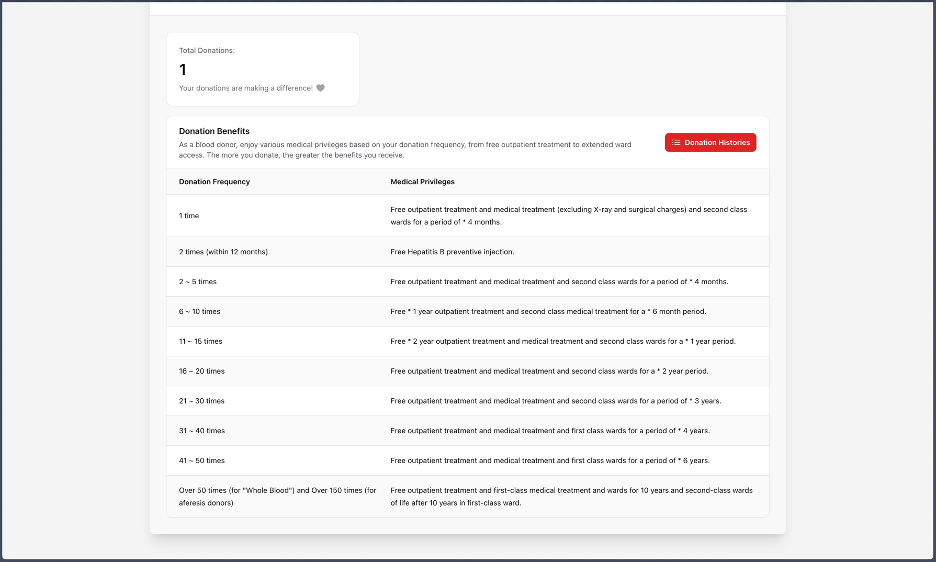 Total Donations:
1
Your donations are making a difference!
Donation Benefits
As a blood donor, enjoy various medical privileges based on your donation frequency, from free outpatient treatment to extended ward
access. The more you donate, the greater the benefits you receive.
Donation Histories
Donation Frequency Medical Privileges
1 time
Free outpatient treatment and medical treatment (excluding X-ray and surgical charges) and second class
wards for a period of * 4 months.
2 times (within 12 months) Free Hepatitis B preventive injection.
2 ~ 5 times Free outpatient treatment and medical treatment and second class wards for a period of * 4 months.
6 ~ 10 times Free * 1 year outpatient treatment and second class medical treatment for a * 6 month period.
11 ~ 15 times Free * 2 year outpatient treatment and medical treatment and second class wards for a * 1 year period.
16 ~ 20 times Free outpatient treatment and medical treatment and second class wards for a * 2 year period.
21 ~ 30 times Free outpatient treatment and medical treatment and second class wards for a period of * 3 years.
31 ~ 40 times Free outpatient treatment and medical treatment and first class wards for a period of * 4 years.
41 ~ 50 times Free outpatient treatment and medical treatment and first class wards for a period of * 6 years.
Over 50 times (for "Whole Blood") and Over 150 times (for
aferesis donors)
Free outpatient treatment and first-class medical treatment and wards for 10 years and second-class wards
of life after 10 years in first-class ward.